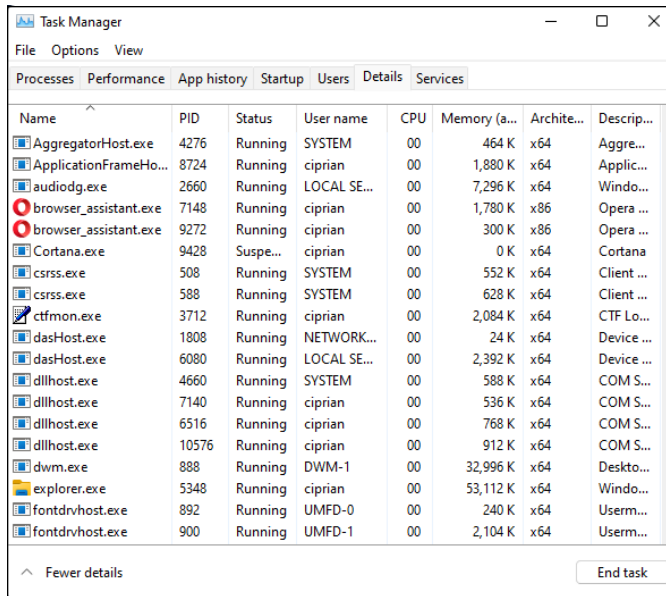 Task Manager
File Options View
Processes Performance App history Startup Users Details Services
Name PID Status User name CPU Memory (a... Archite... Descrip...
AggregatorHost.exe 4276 Running SYSTEM 00 464 K x64 Aggre...
ApplicationFrameHo... 8724 Running ciprian 00 1,880 K x64 Applic...
audiodg.exe 2660 Running LOCAL SE... 00 7,296 K x64 Windo...
browser_assistant.exe 7148 Running ciprian 00 1,780 K x86 Opera ...
browser_assistant.exe 9272 Running ciprian 00 300 K x86 Opera ...
Cortana.exe 9428 Suspe... ciprian 00 0 K x64 Cortana
csrss.exe 508 Running SYSTEM 00 552 K x64 Client ...
csrss.exe 588 Running SYSTEM 00 628 K x64 Client ...
ctfmon.exe 3712 Running ciprian 00 2,084 K x64 CTF Lo...
dasHost.exe 1808 Running NETWORK... 00 24 K x64 Device ...
dasHost.exe 6080 Running LOCAL SE... 00 2,392 K x64 Device ...
dllhost.exe 4660 Running SYSTEM 00 588 K x64 COM S...
dllhost.exe 7140 Running ciprian 00 536 K x64 COM S...
dllhost.exe 6516 Running ciprian 00 768 K x64 COM S...
dllhost.exe 10576 Running ciprian 00 912 K x64 COM S...
dwm.exe 888 Running DWM-1 00 32,996 K x64 Deskto...
explorer.exe 5348 Running ciprian 00 53,112 K x64 Windo...
fontdrvhost.exe 892 Running UMFD-0 00 240 K x64 Userm...
fontdrvhost.exe 900 Running UMFD-1 00 2,104 K x64 Userm...
Fewer details End task